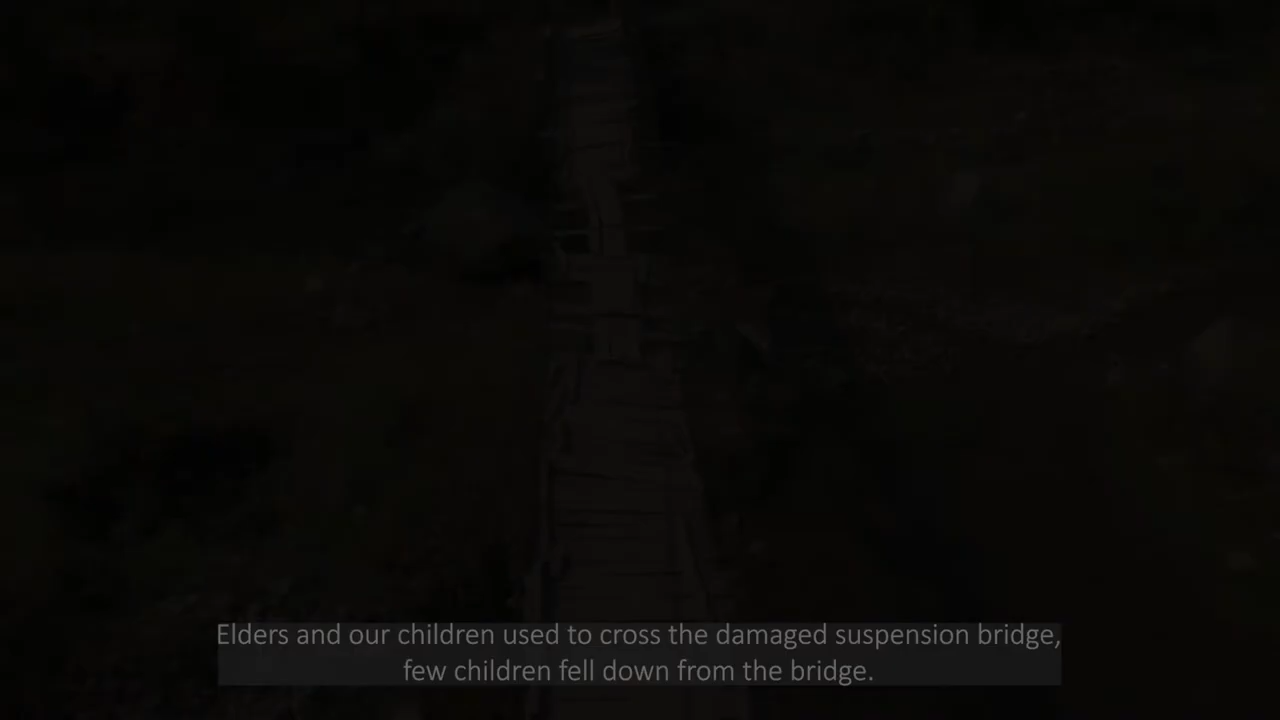 Elders and our children used to cross the damaged suspension bridge,
few children fell down from the bridge.